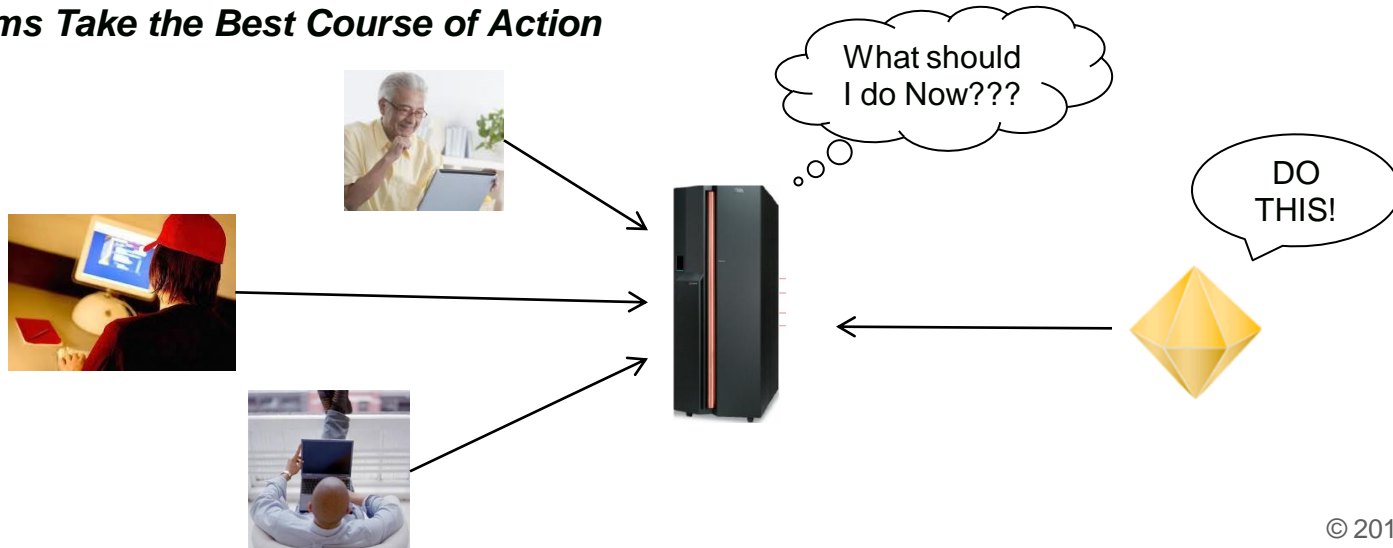 ms Take the Best Course of Action
What should
I do Now???
DO
THIS!
© 201